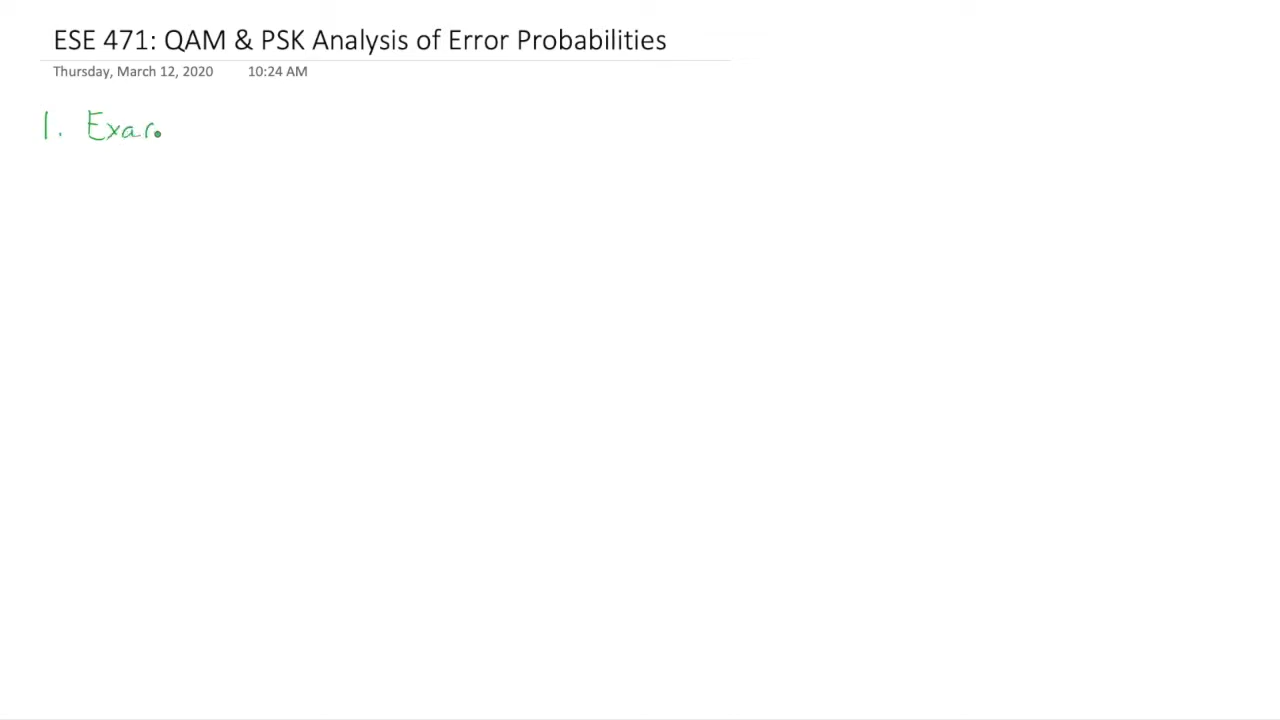 ESE 471: QAM & PSK Analysis of Error Probabilities
Thursday, March 12, 2020 10:24 AM
1. Exar